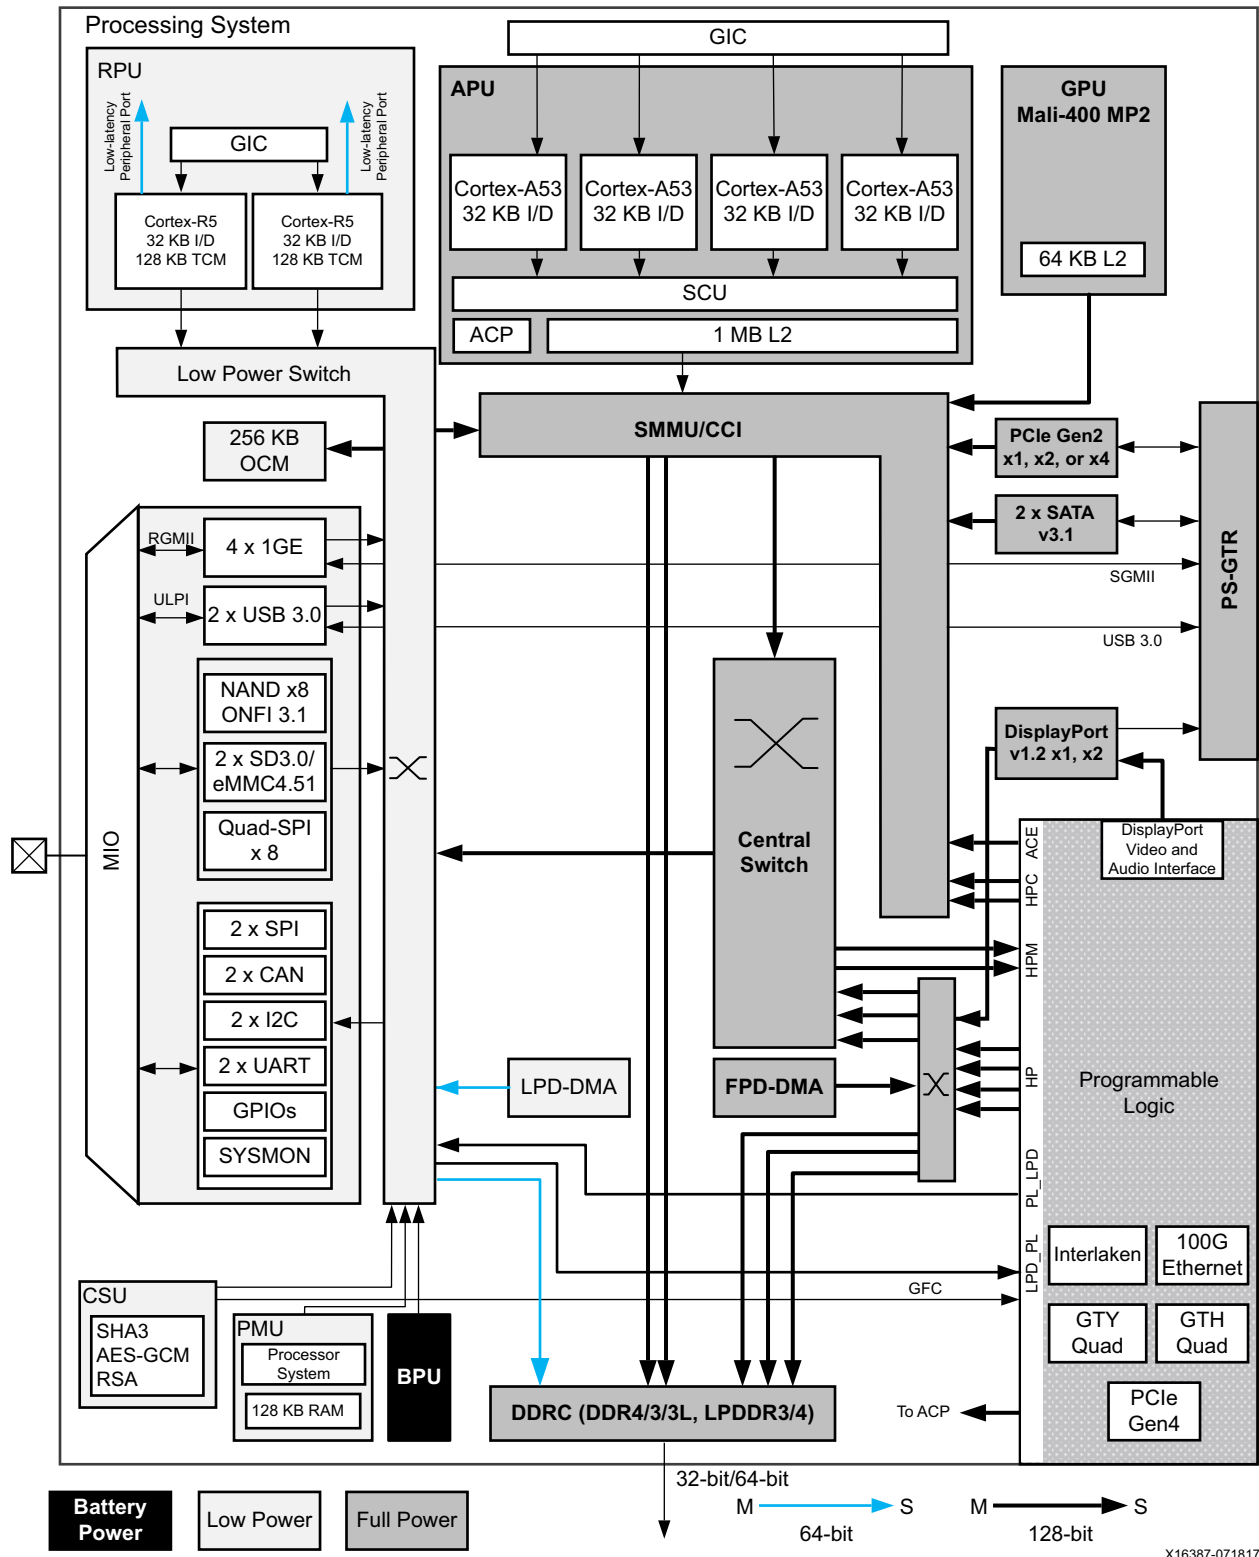 Processing System
RPU
Low-latency
Peripheral Port
GIC
Low-latency
Peripheral Port
Cortex-R5
32 KB I/D
128 KB TCM
Cortex-R5
32 KB I/D
128 KB TCM
GIC
APU
Cortex-A53
32 KB I/D
Cortex-A53
32 KB I/D
Cortex-A53
32 KB I/D
Cortex-A53
32 KB I/D
SCU
ACP
1 MB L2
GPU
Mali-400 MP2
64 KB L2
Low Power Switch
256 KB
OCM
SMMU/CCI
PCIe Gen2
x1, x2, or x4
2 x SATA
v3.1
PS-GTR
SGMII
USB 3.0
RGMII
4 x 1GE
ULPI
2 x USB 3.0
NAND x8
ONFI 3.1
2 x SD3.0/
eMMC4.51
Quad-SPI
x 8
MIO
2 x SPI
2 x CAN
2 x I2C
2 x UART
GPIOs
SYSMON
Central
Switch
DisplayPort
v1.2 x1, x2
DisplayPort
Video and
Audio Interface
ACE
HPC
HPM
HP
PL_LPD
LPD_PL
LPD-DMA
FPD-DMA
Programmable
Logic
Interlaken
100G
Ethernet
GTY
Quad
GTH
Quad
PCIe
Gen4
GFC
CSU
SHA3
AES-GCM
RSA
PMU
Processor
System
128 KB RAM
BPU
DDRC (DDR4/3/3L, LPDDR3/4)
To ACP
32-bit/64-bit
Battery
Power
Low Power
Full Power
M
S
64-bit
M
S
128-bit
X16387-071817